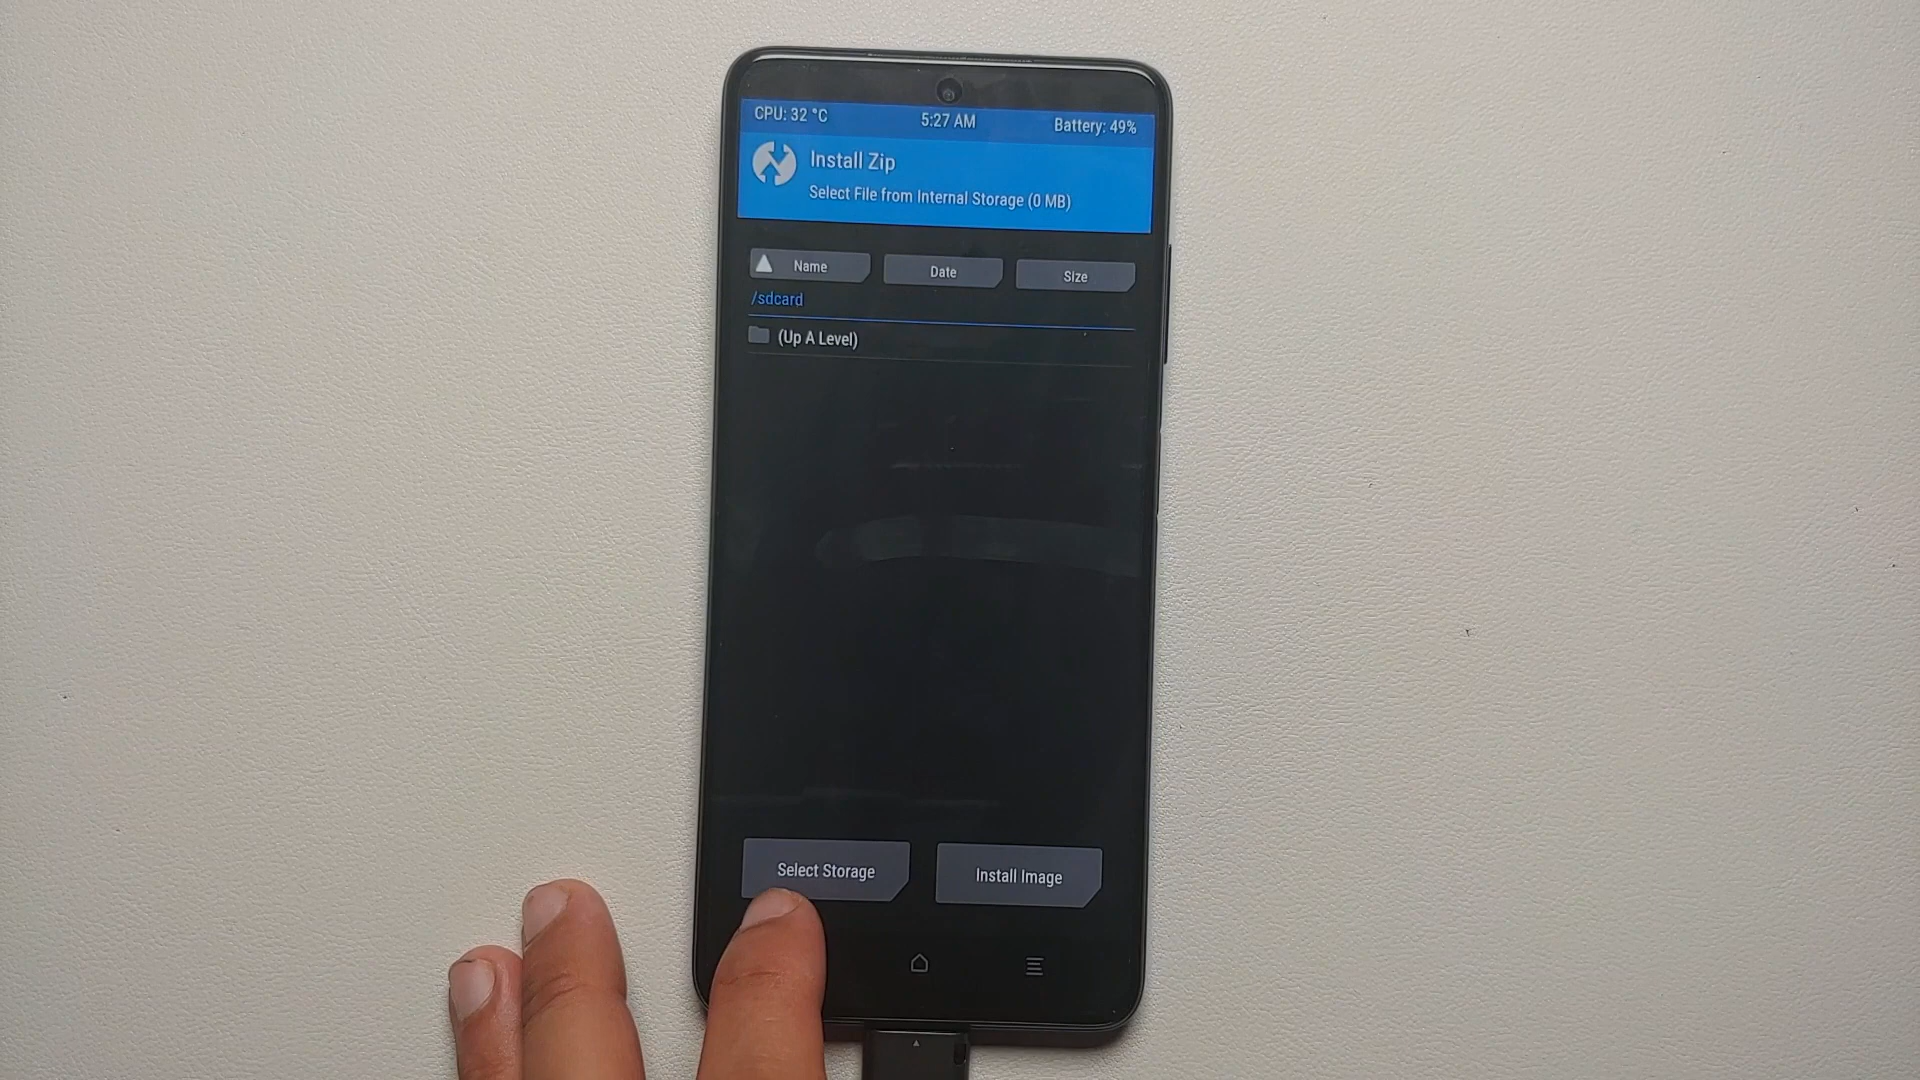 CPU: 32 °C 5:27 AM Battery: 49%
Install Zip
Select File from Internal Storage (0 MB)
Name Date Size
/sdcard
(Up A Level)
Select Storage Install Image